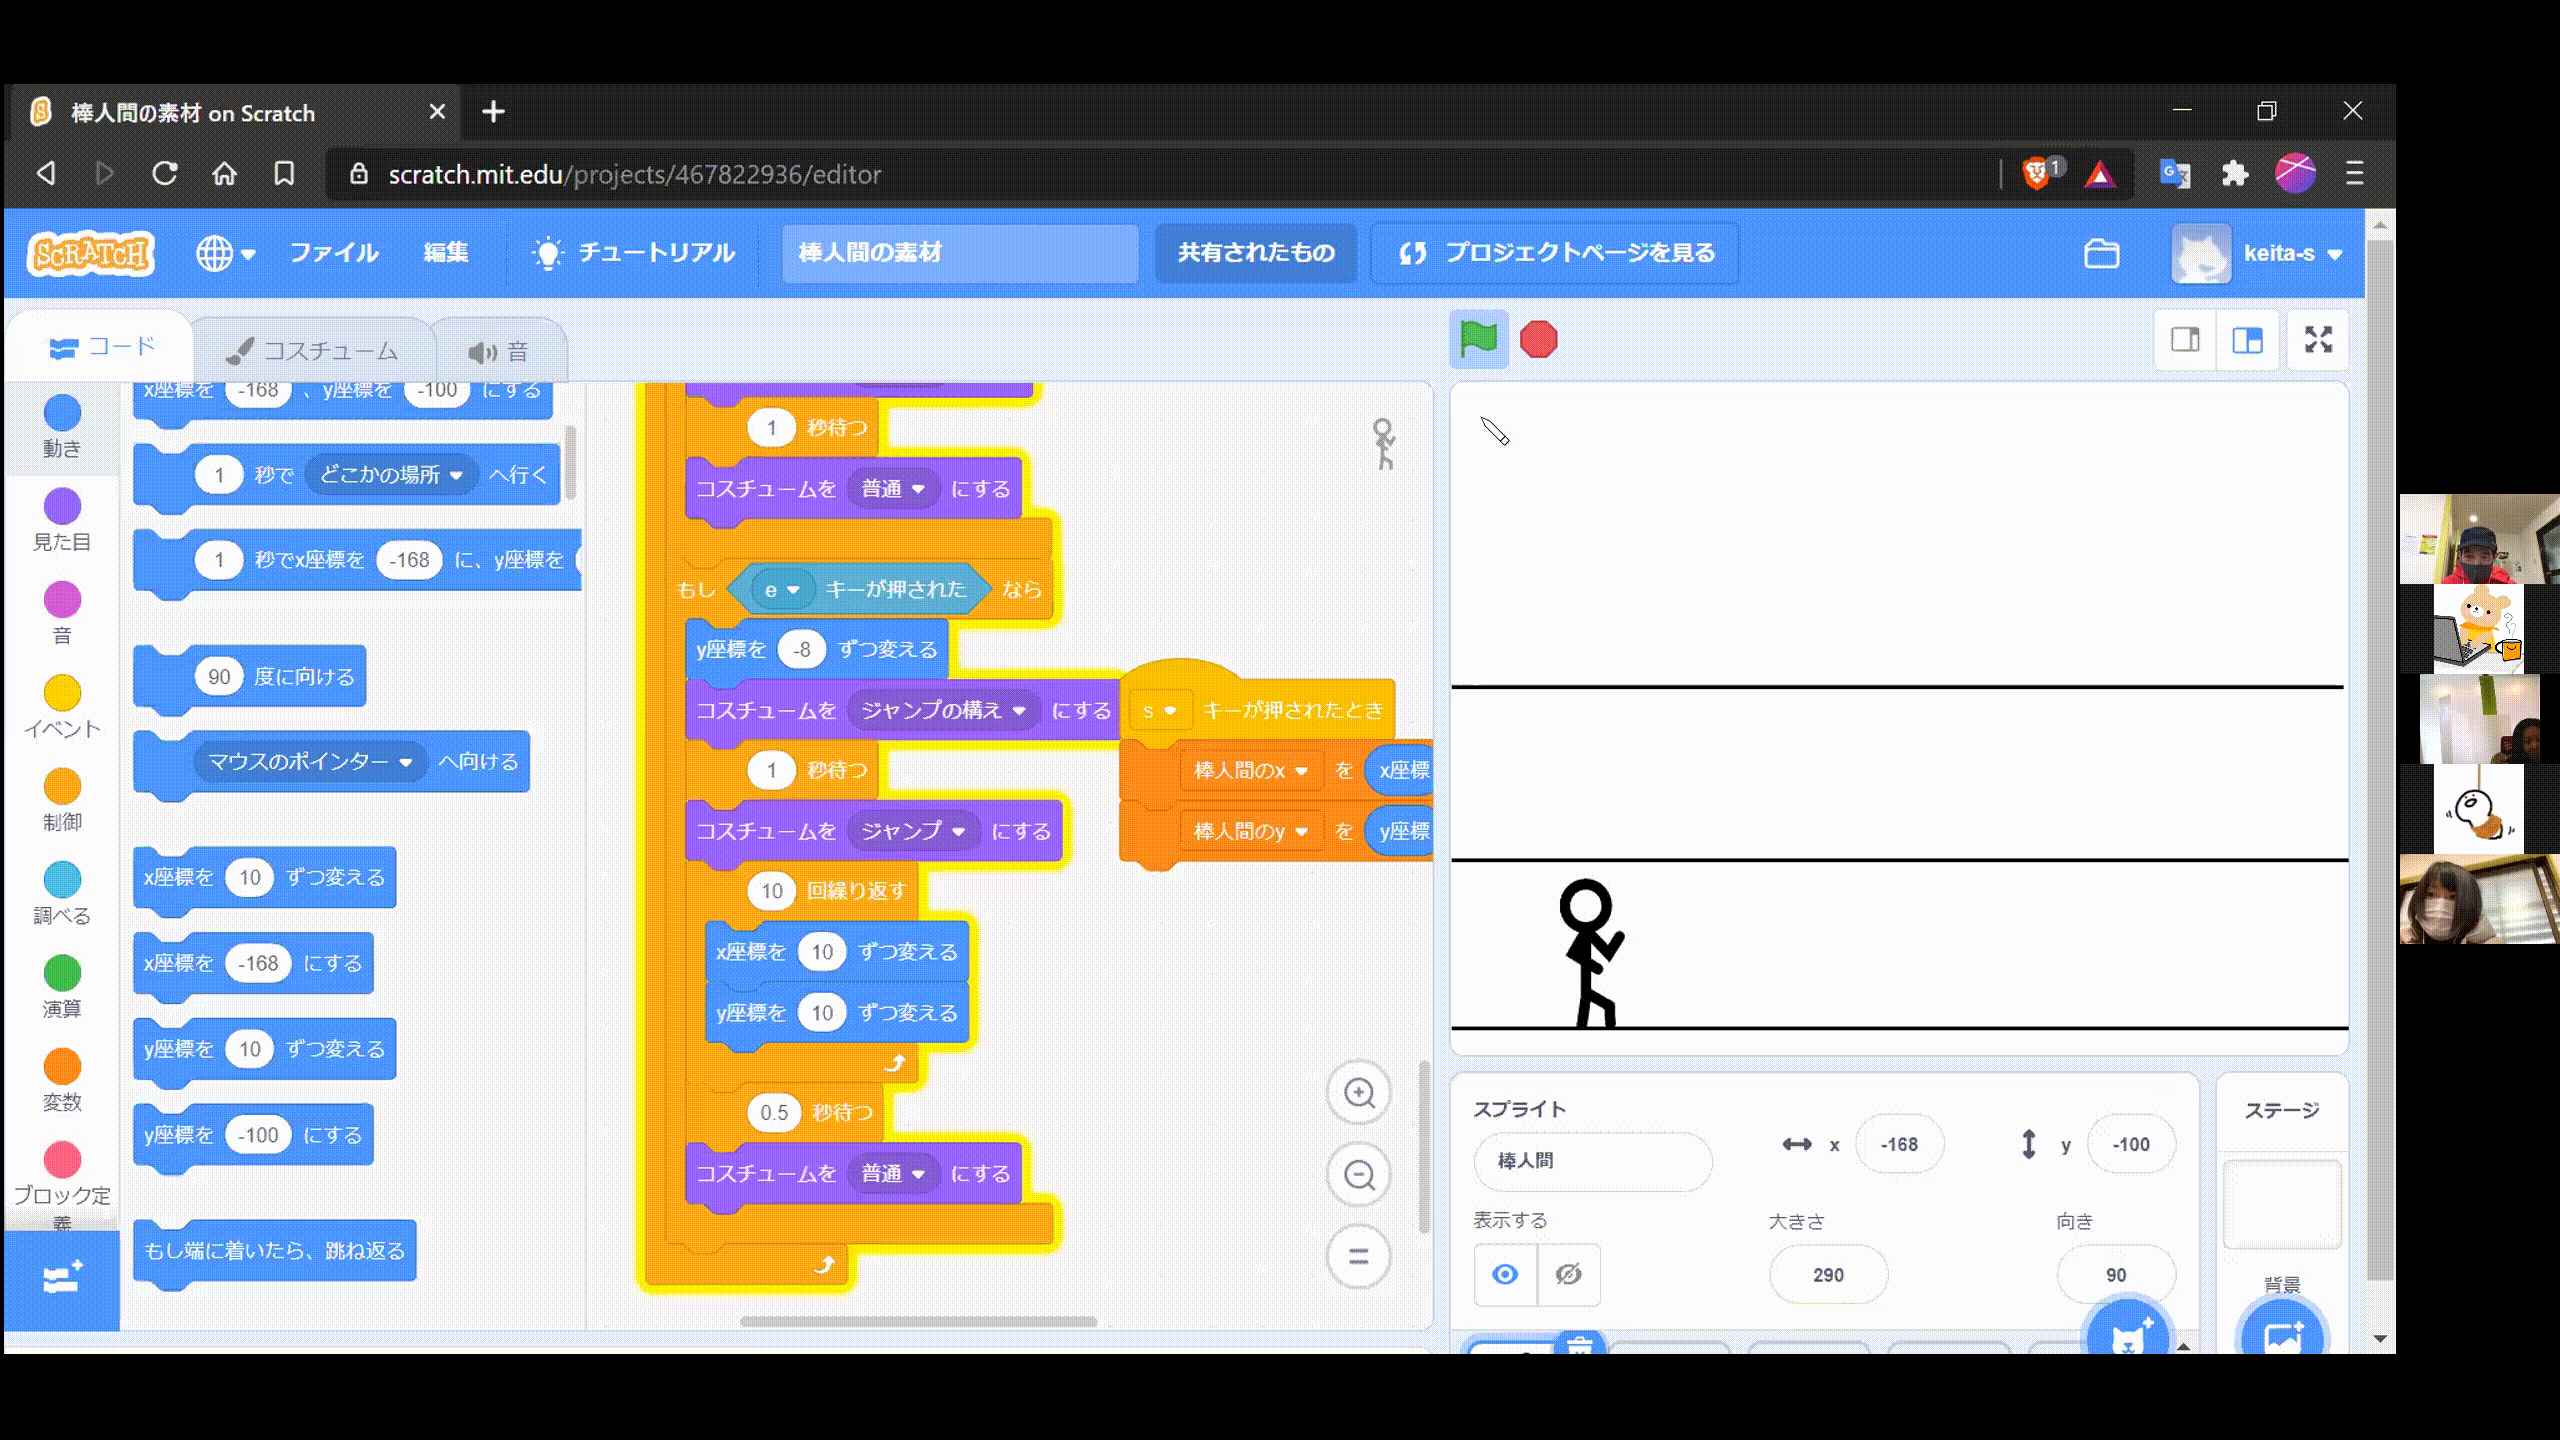 棒人間の素材 on Scratch
scratch.mit.edu/projects/467822936/editor
1
SCRATCH
ファイル
編集
チュートリアル
棒人間の素材
共有されたもの
プロジェクトページを見る
keita-s
コード
コスチューム
音
動き
見た目
音
イベント
制御
調べる
演算
変数
ブロック定義
x座標を -168 、y座標を -100 にする
1 秒で どこかの場所 へ行く
1 秒でx座標を -168 に、y座標を
90 度に向ける
マウスのポインター へ向ける
x座標を 10 ずつ変える
x座標を -168 にする
y座標を 10 ずつ変える
y座標を -100 にする
もし端に着いたら、跳ね返る
1 秒待つ
コスチュームを 普通 にする
もし e キーが押された なら
y座標を -8 ずつ変える
コスチュームを ジャンプの構え にする
1 秒待つ
コスチュームを ジャンプ にする
10 回繰り返す
x座標を 10 ずつ変える
y座標を 10 ずつ変える
0.5 秒待つ
コスチュームを 普通 にする
s キーが押されたとき
棒人間のx を x座標
棒人間のy を y座標
スプライト
棒人間
x -168
y -100
表示する
大きさ
290
向き
90
ステージ
背景